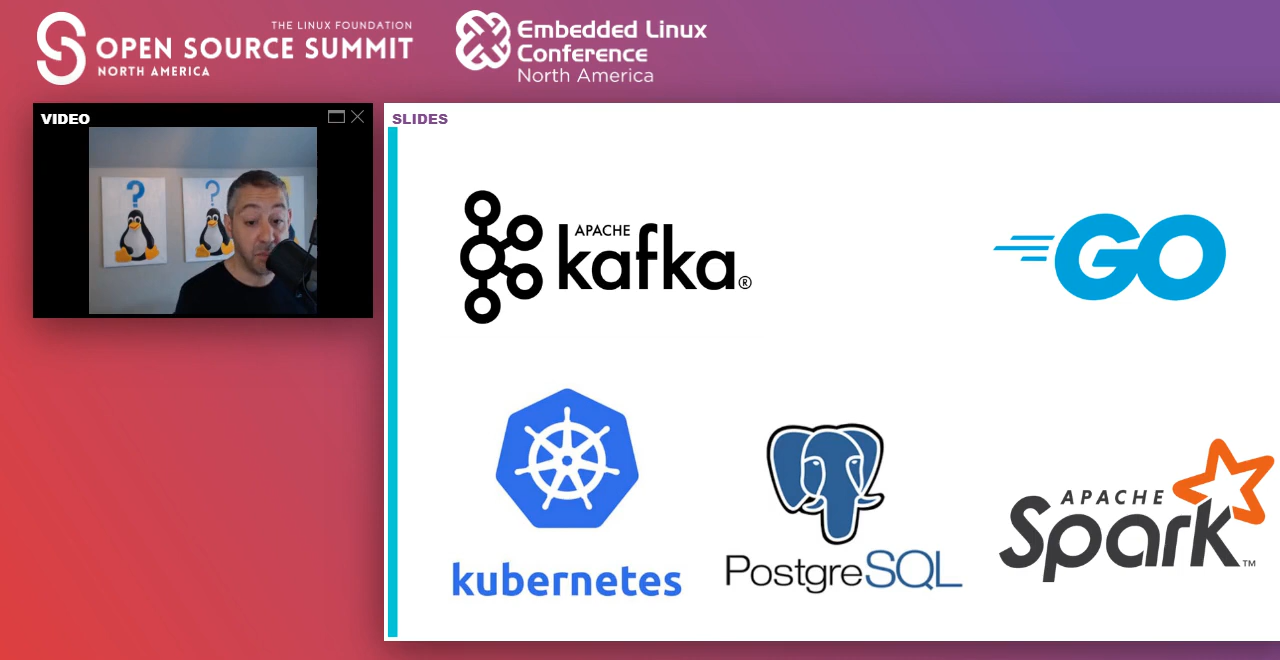 THE LINUX FOUNDATION
OPEN SOURCE SUMMIT
NORTH AMERICA
Embedded Linux
Conference
North America
VIDEO
SLIDES
?
?
APACHE
kafka®
GO
kubernetes
PostgreSQL
APACHE
Spark™